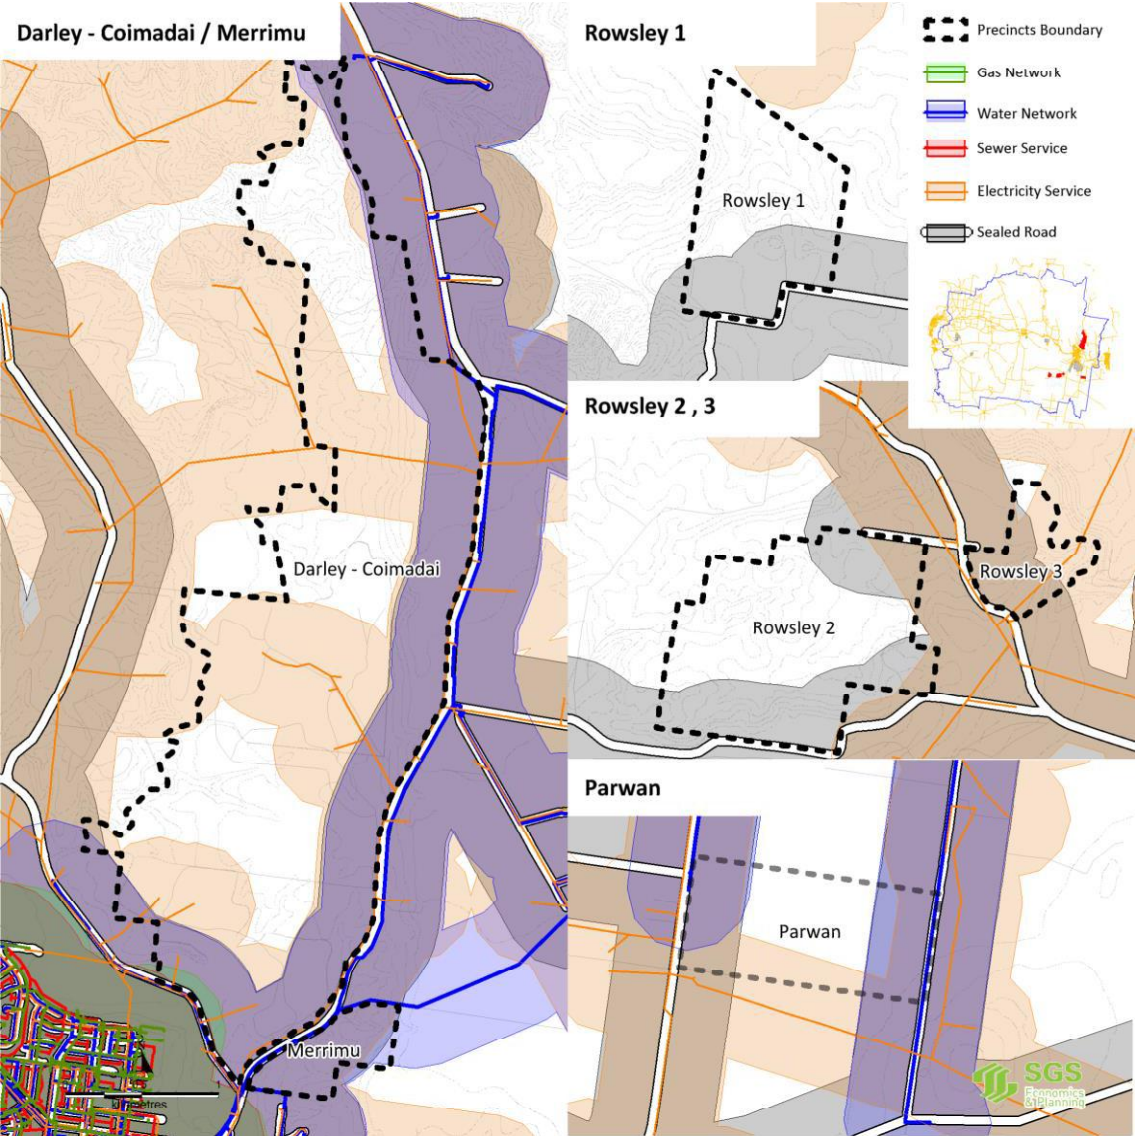 Darley - Coimadai / Merrimu
Rowsley 1
Precincts Boundary
Gas Network
Water Network
Sewer Service
Electricity Service
Sealed Road
Rowsley 1
Rowsley 2 , 3
Rowsley 3
Rowsley 2
Darley - Coimadai
Merrimu
Parwan
Parwan
SGS
Economics
& Planning